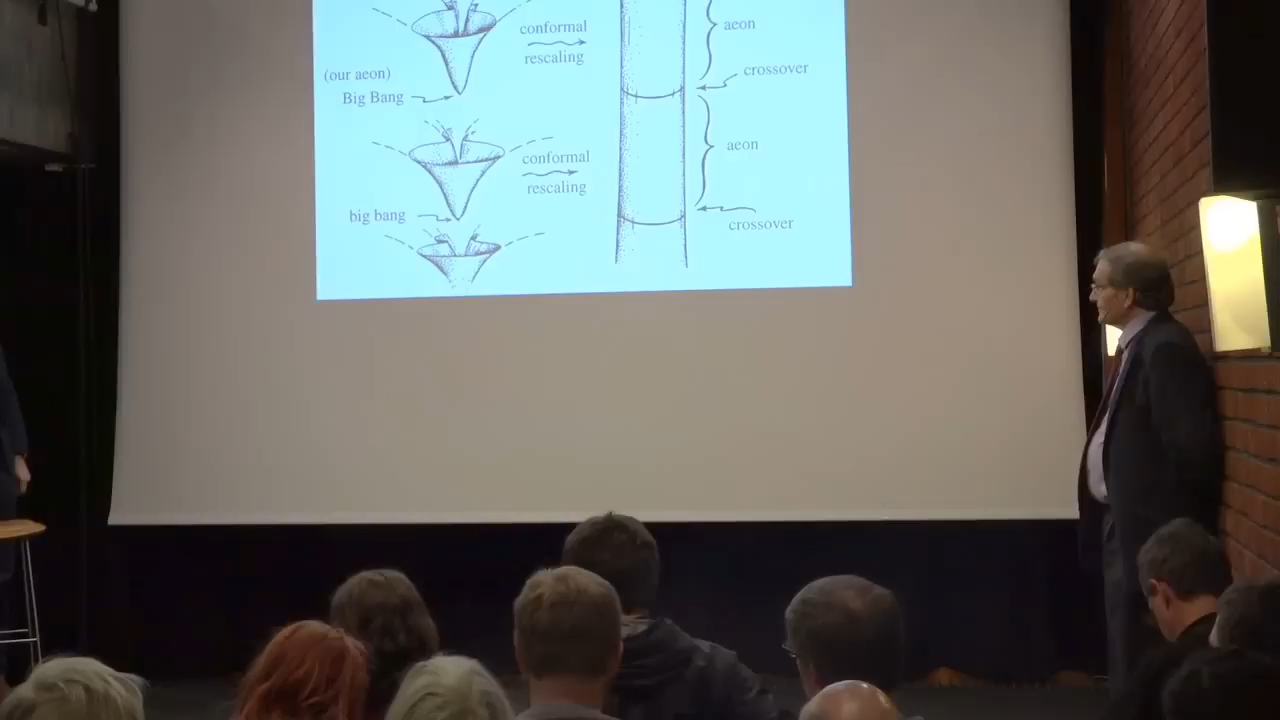 conformal
rescaling
aeon
crossover
(our aeon)
Big Bang
conformal
rescaling
aeon
big bang
crossover